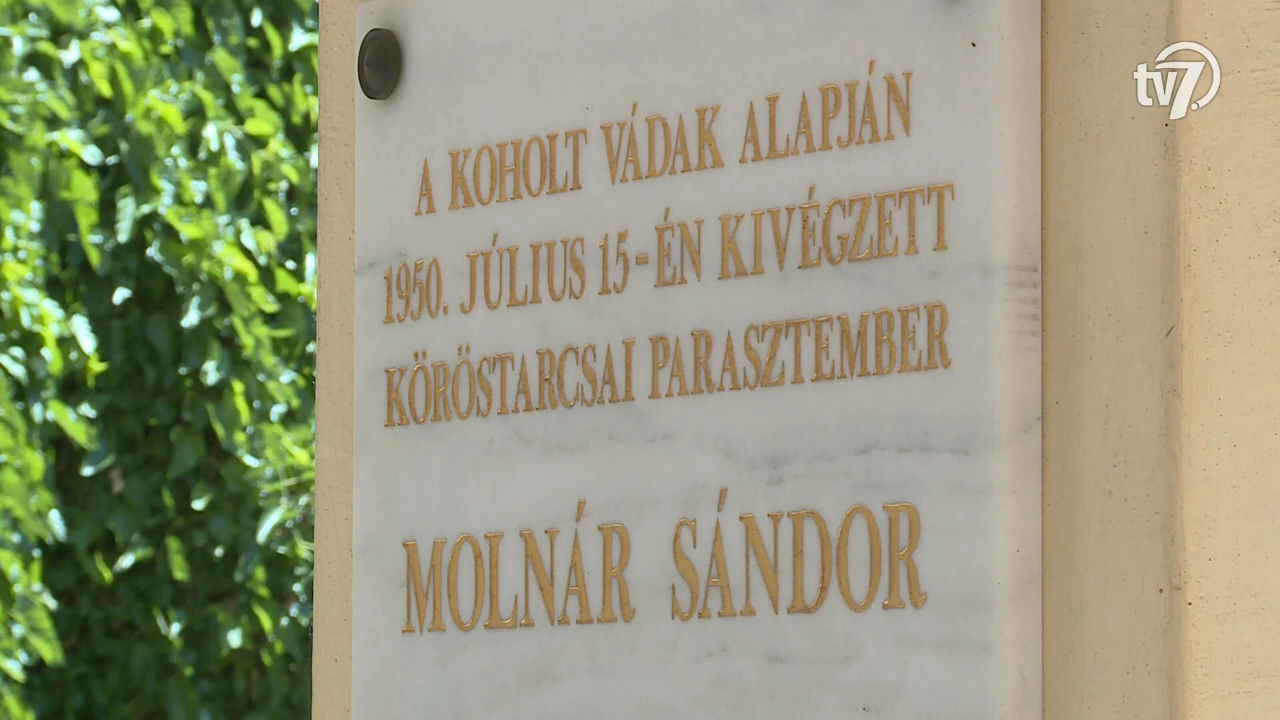 tv7.
A KOHOLT VÁDAK ALAPJÁN
1950. JÚLIUS 15-ÉN KIVÉGZETT
KÖRÖSTARCSAI PARASZTEMBER
MOLNÁR SÁNDOR